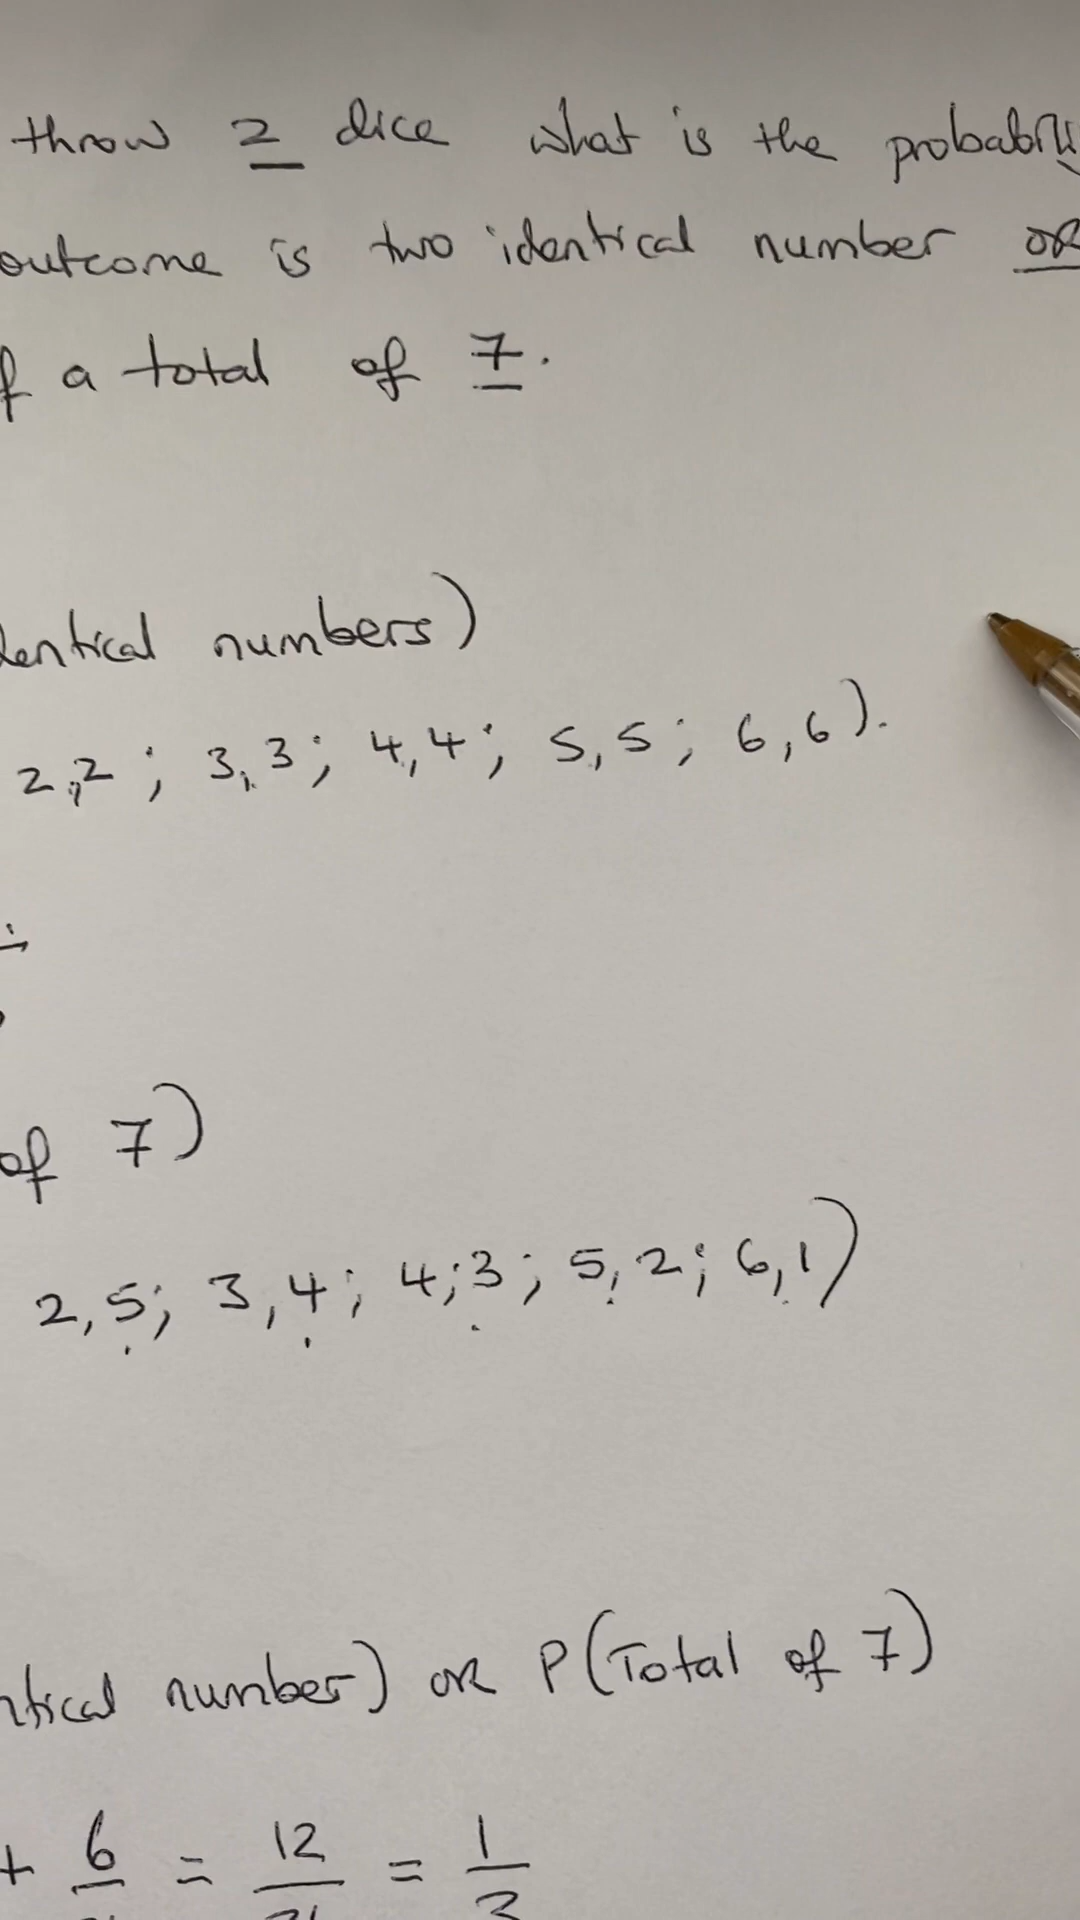 throw 2 dice what is the
outcome is two identical number OR
a total of 7.
numbers)
2,2 ; 3,3 ; 4,4 ; 5,5 ; 6,6).
of 7)
2,5; 3,4; 4;3; 5,2; 6,1)
number) OR P(Total of 7)
+ 6 = 12 = 1